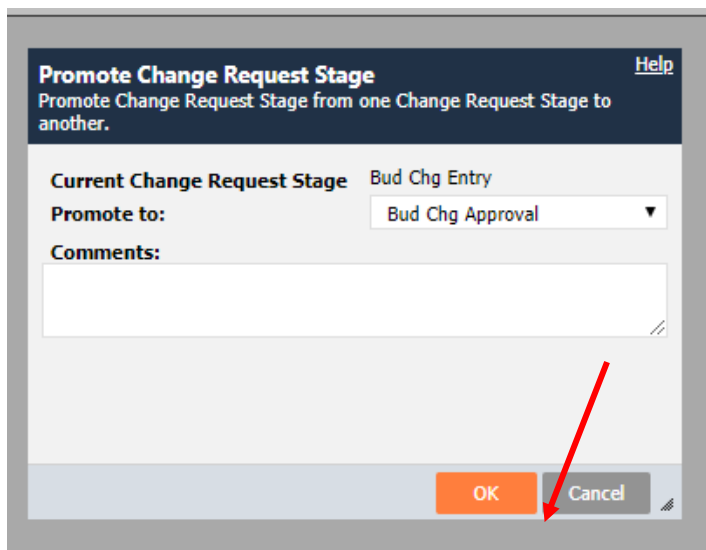 Promote Change Request Stage
Help
Promote Change Request Stage from one Change Request Stage to
another.
Current Change Request Stage Bud Chg Entry
Promote to: Bud Chg Approval
Comments:
OK Cancel